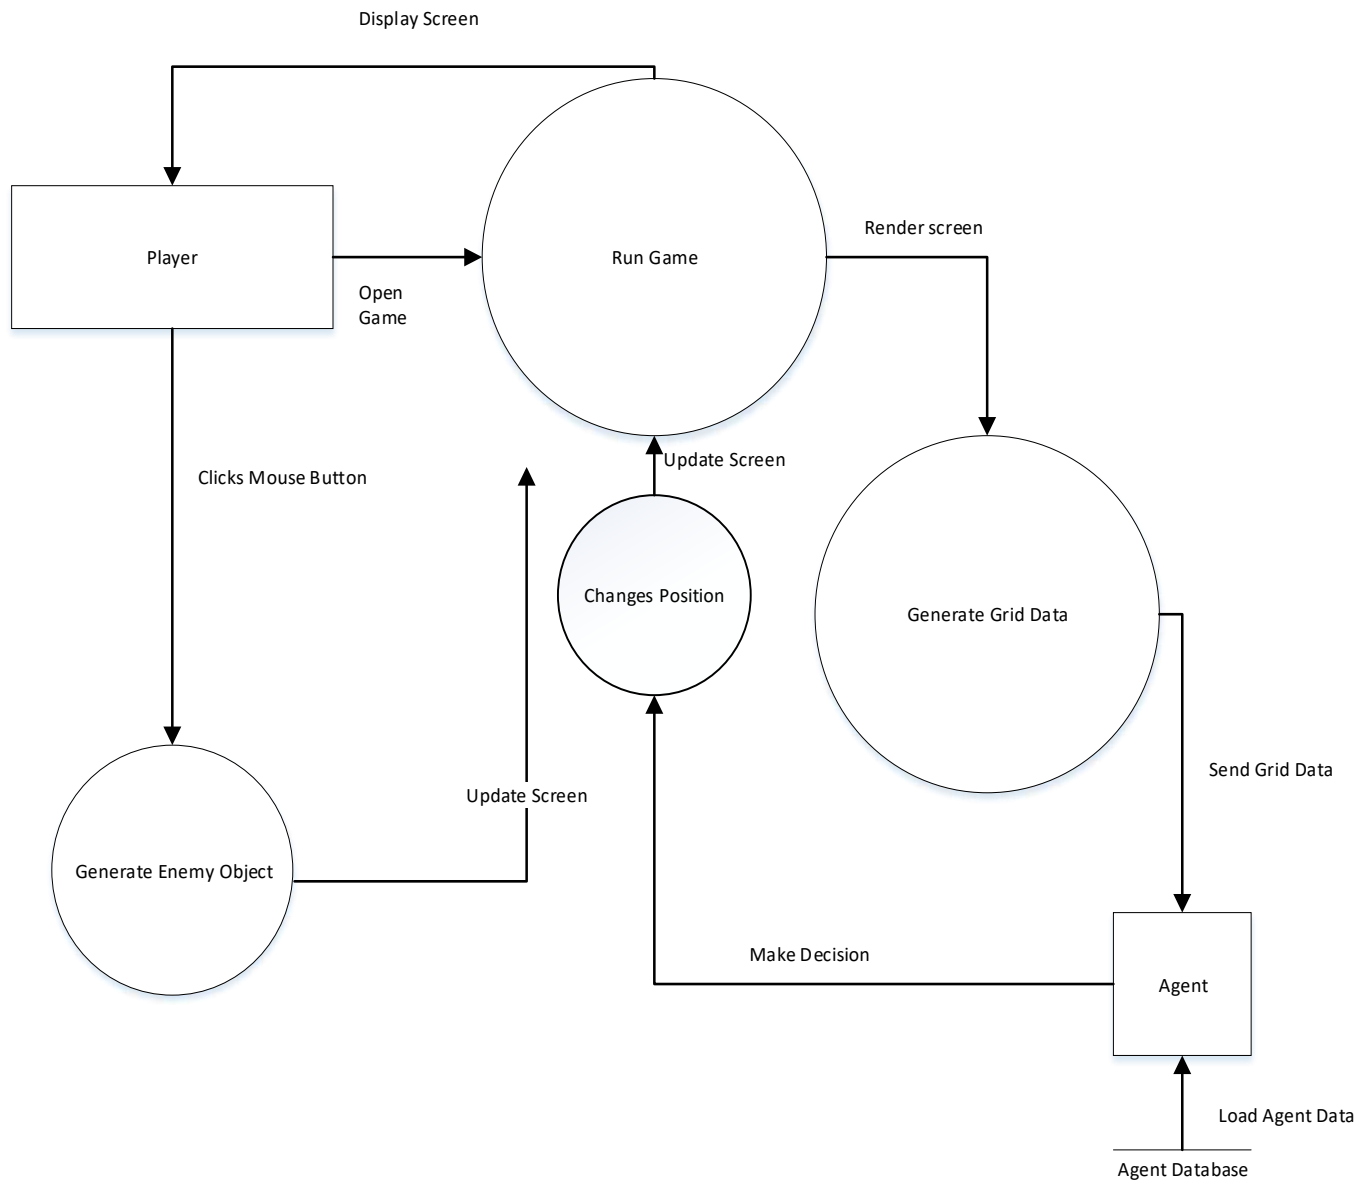 Display Screen
Player
Run Game
Render screen
Open
Game
Update Screen
Clicks Mouse Button
Changes Position
Generate Grid Data
Send Grid Data
Update Screen
Generate Enemy Object
Make Decision
Agent
Load Agent Data
Agent Database